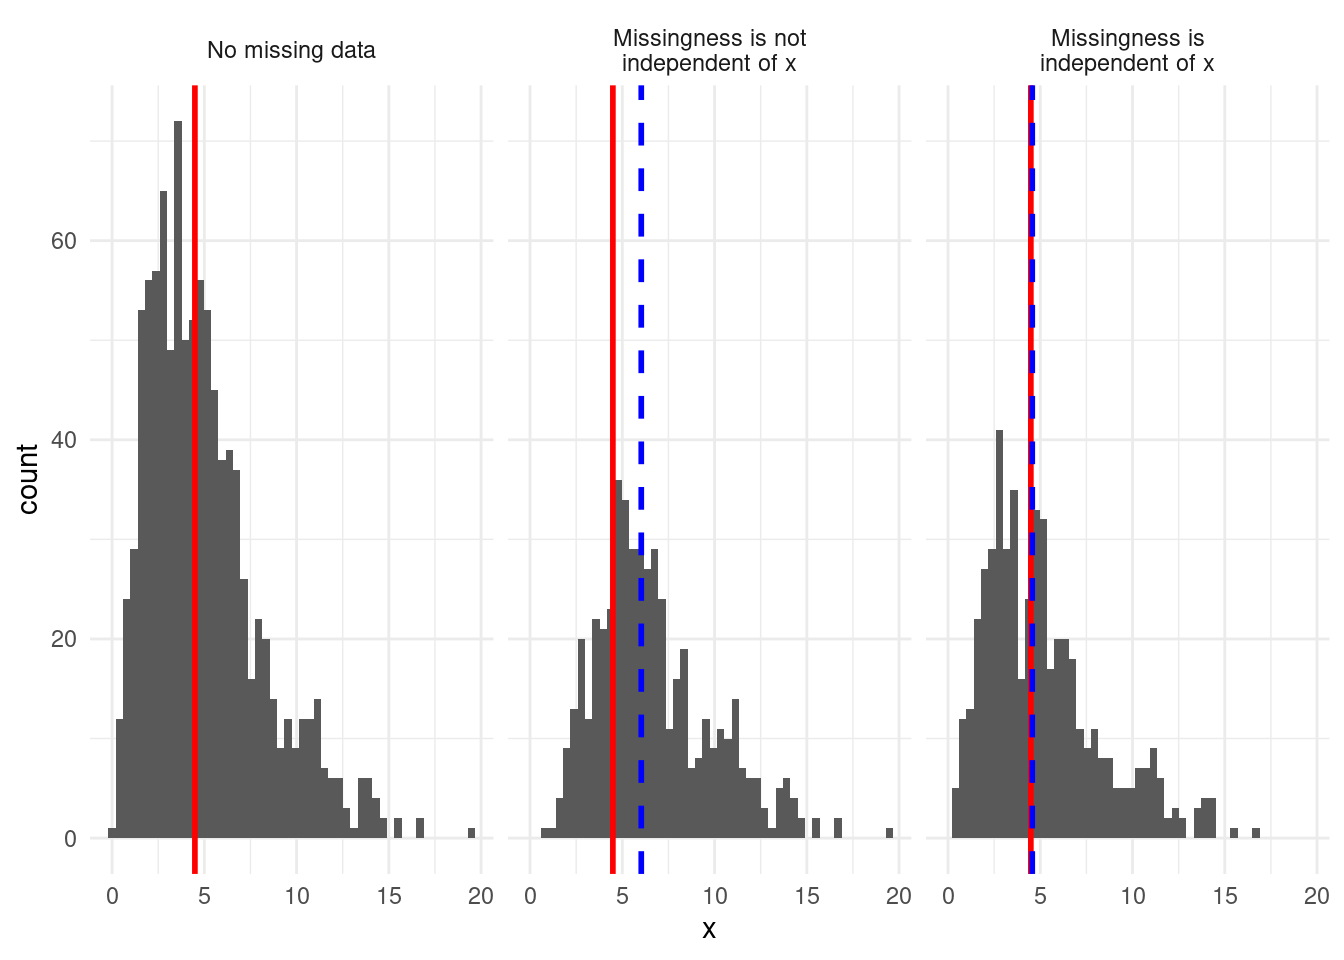 No missing data
Missingness is not
independent of x
Missingness is
independent of x
count
60
40
20
0
0 5 10 15 20
0 5 10 15 20
0 5 10 15 20
x